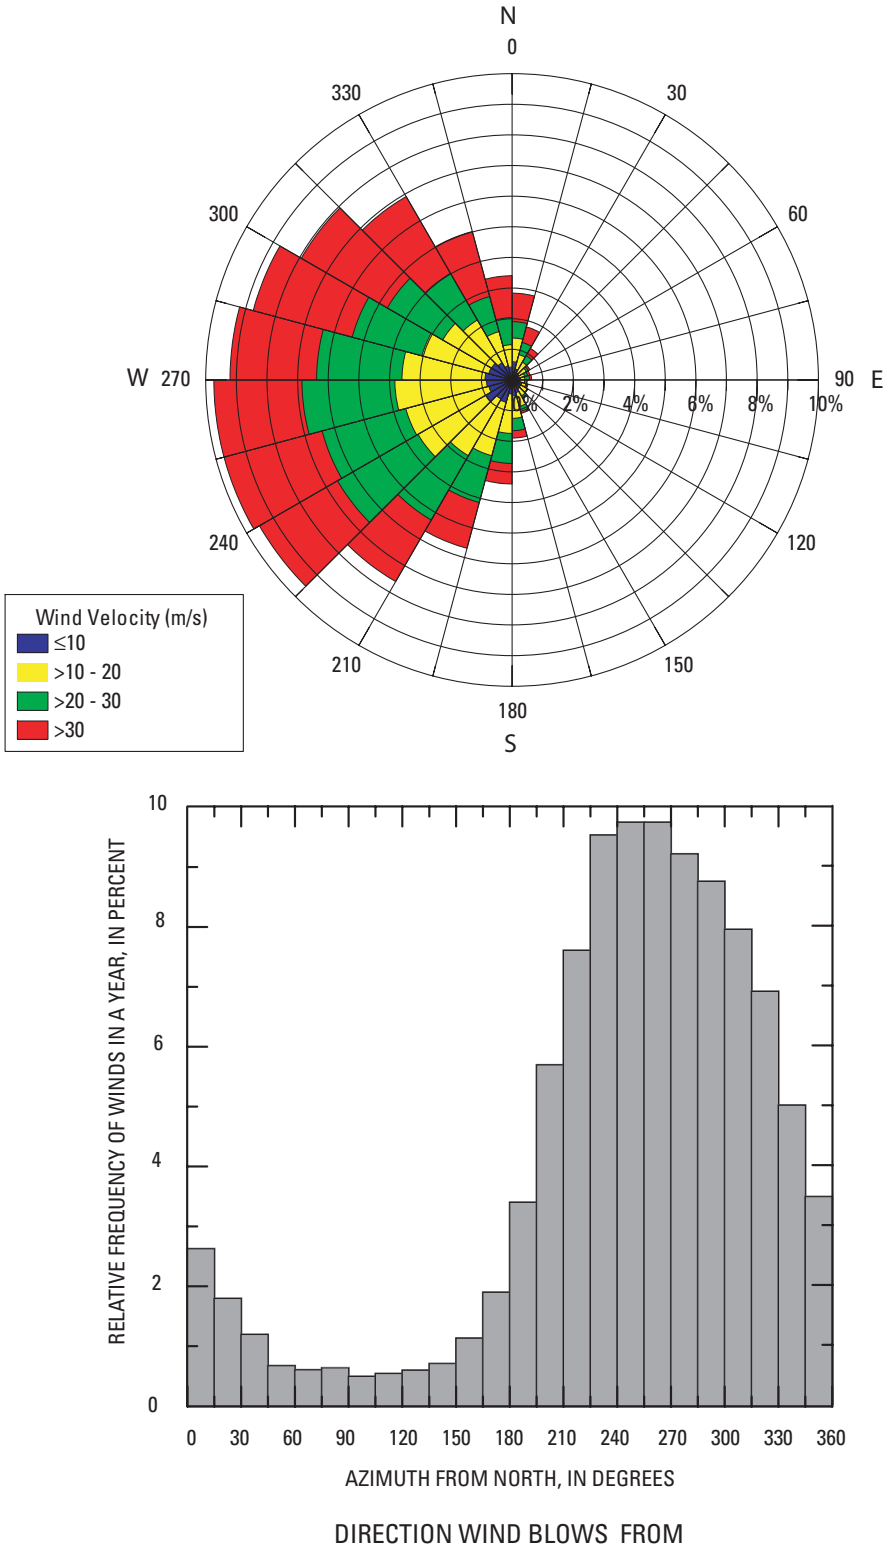 N
0
330
30
300
60
W 270
90 E
0% 2% 4% 6% 8% 10%
240
120
210
150
180
S
Wind Velocity (m/s)
≤10
>10 - 20
>20 - 30
>30
10
8
6
4
2
0
RELATIVE FREQUENCY OF WINDS IN A YEAR, IN PERCENT
0 30 60 90 120 150 180 210 240 270 300 330 360
AZIMUTH FROM NORTH, IN DEGREES
DIRECTION WIND BLOWS FROM